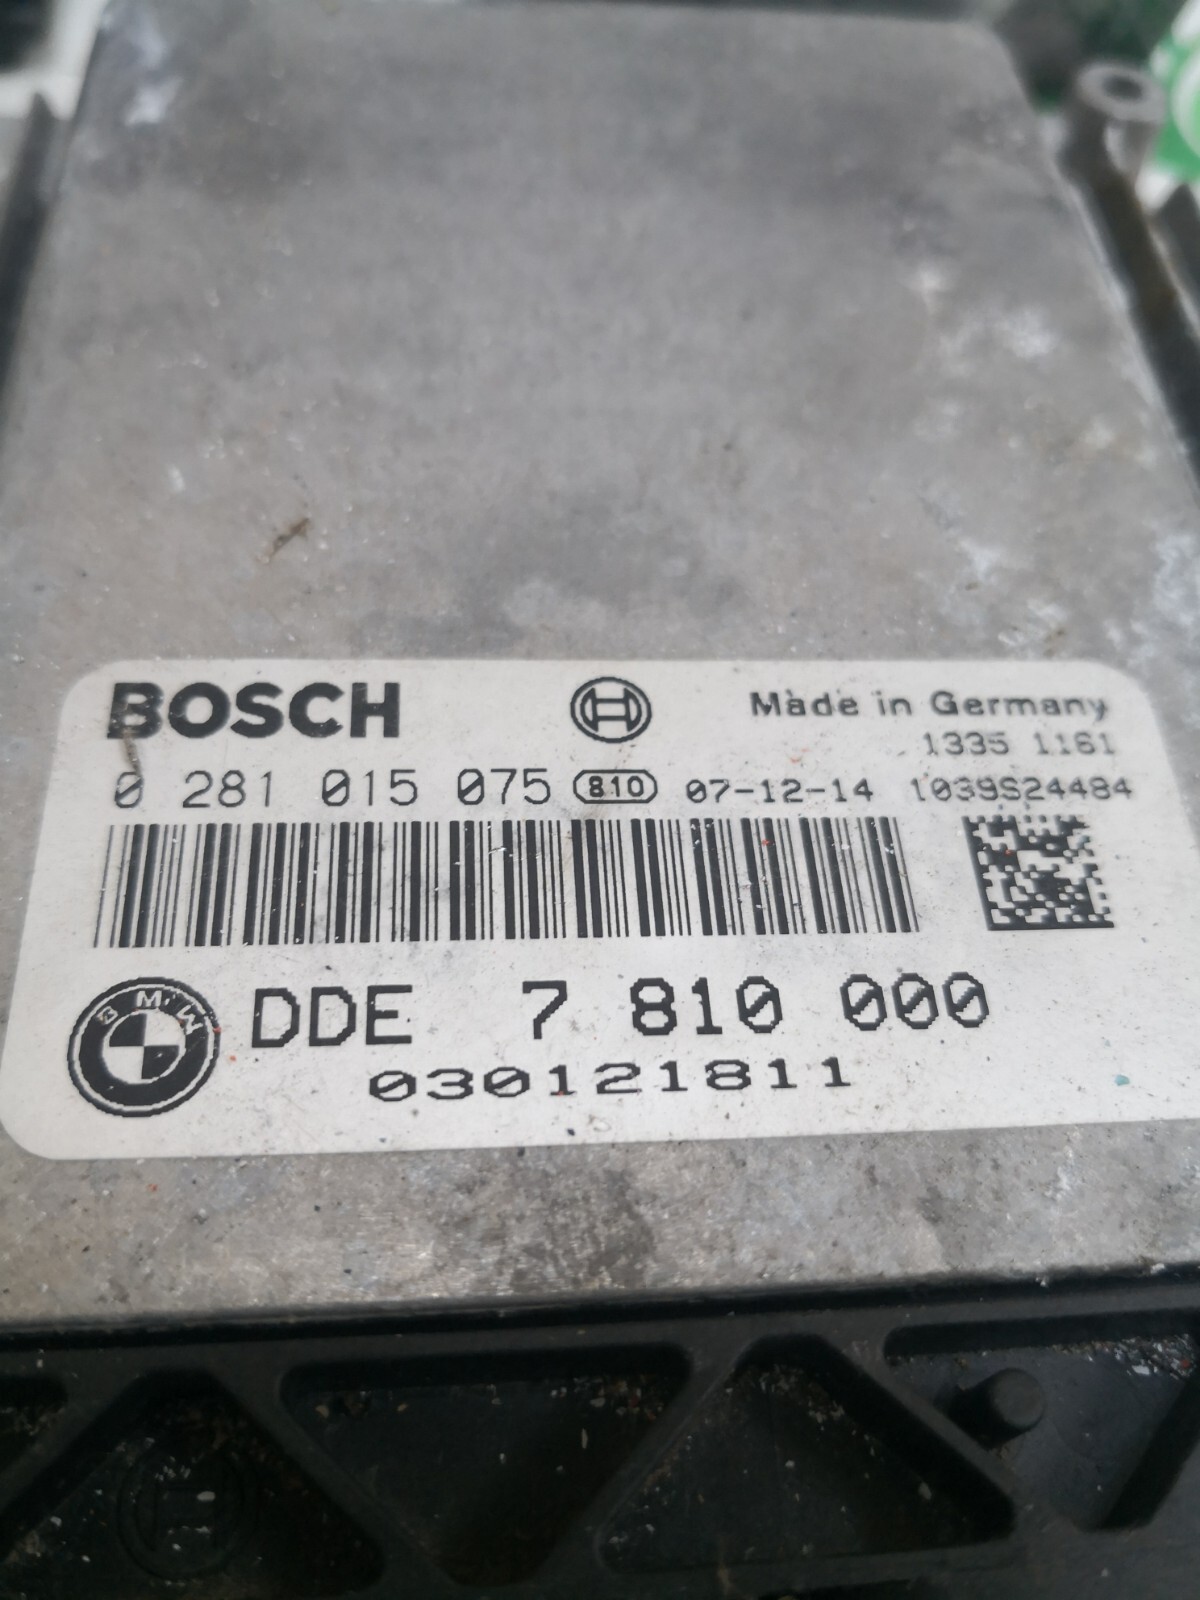 BOSCH Made in Germany
1335 1161
0 281 015 075 810 07-12-14 1039S24484
BMW DDE 7 810 000
030121811